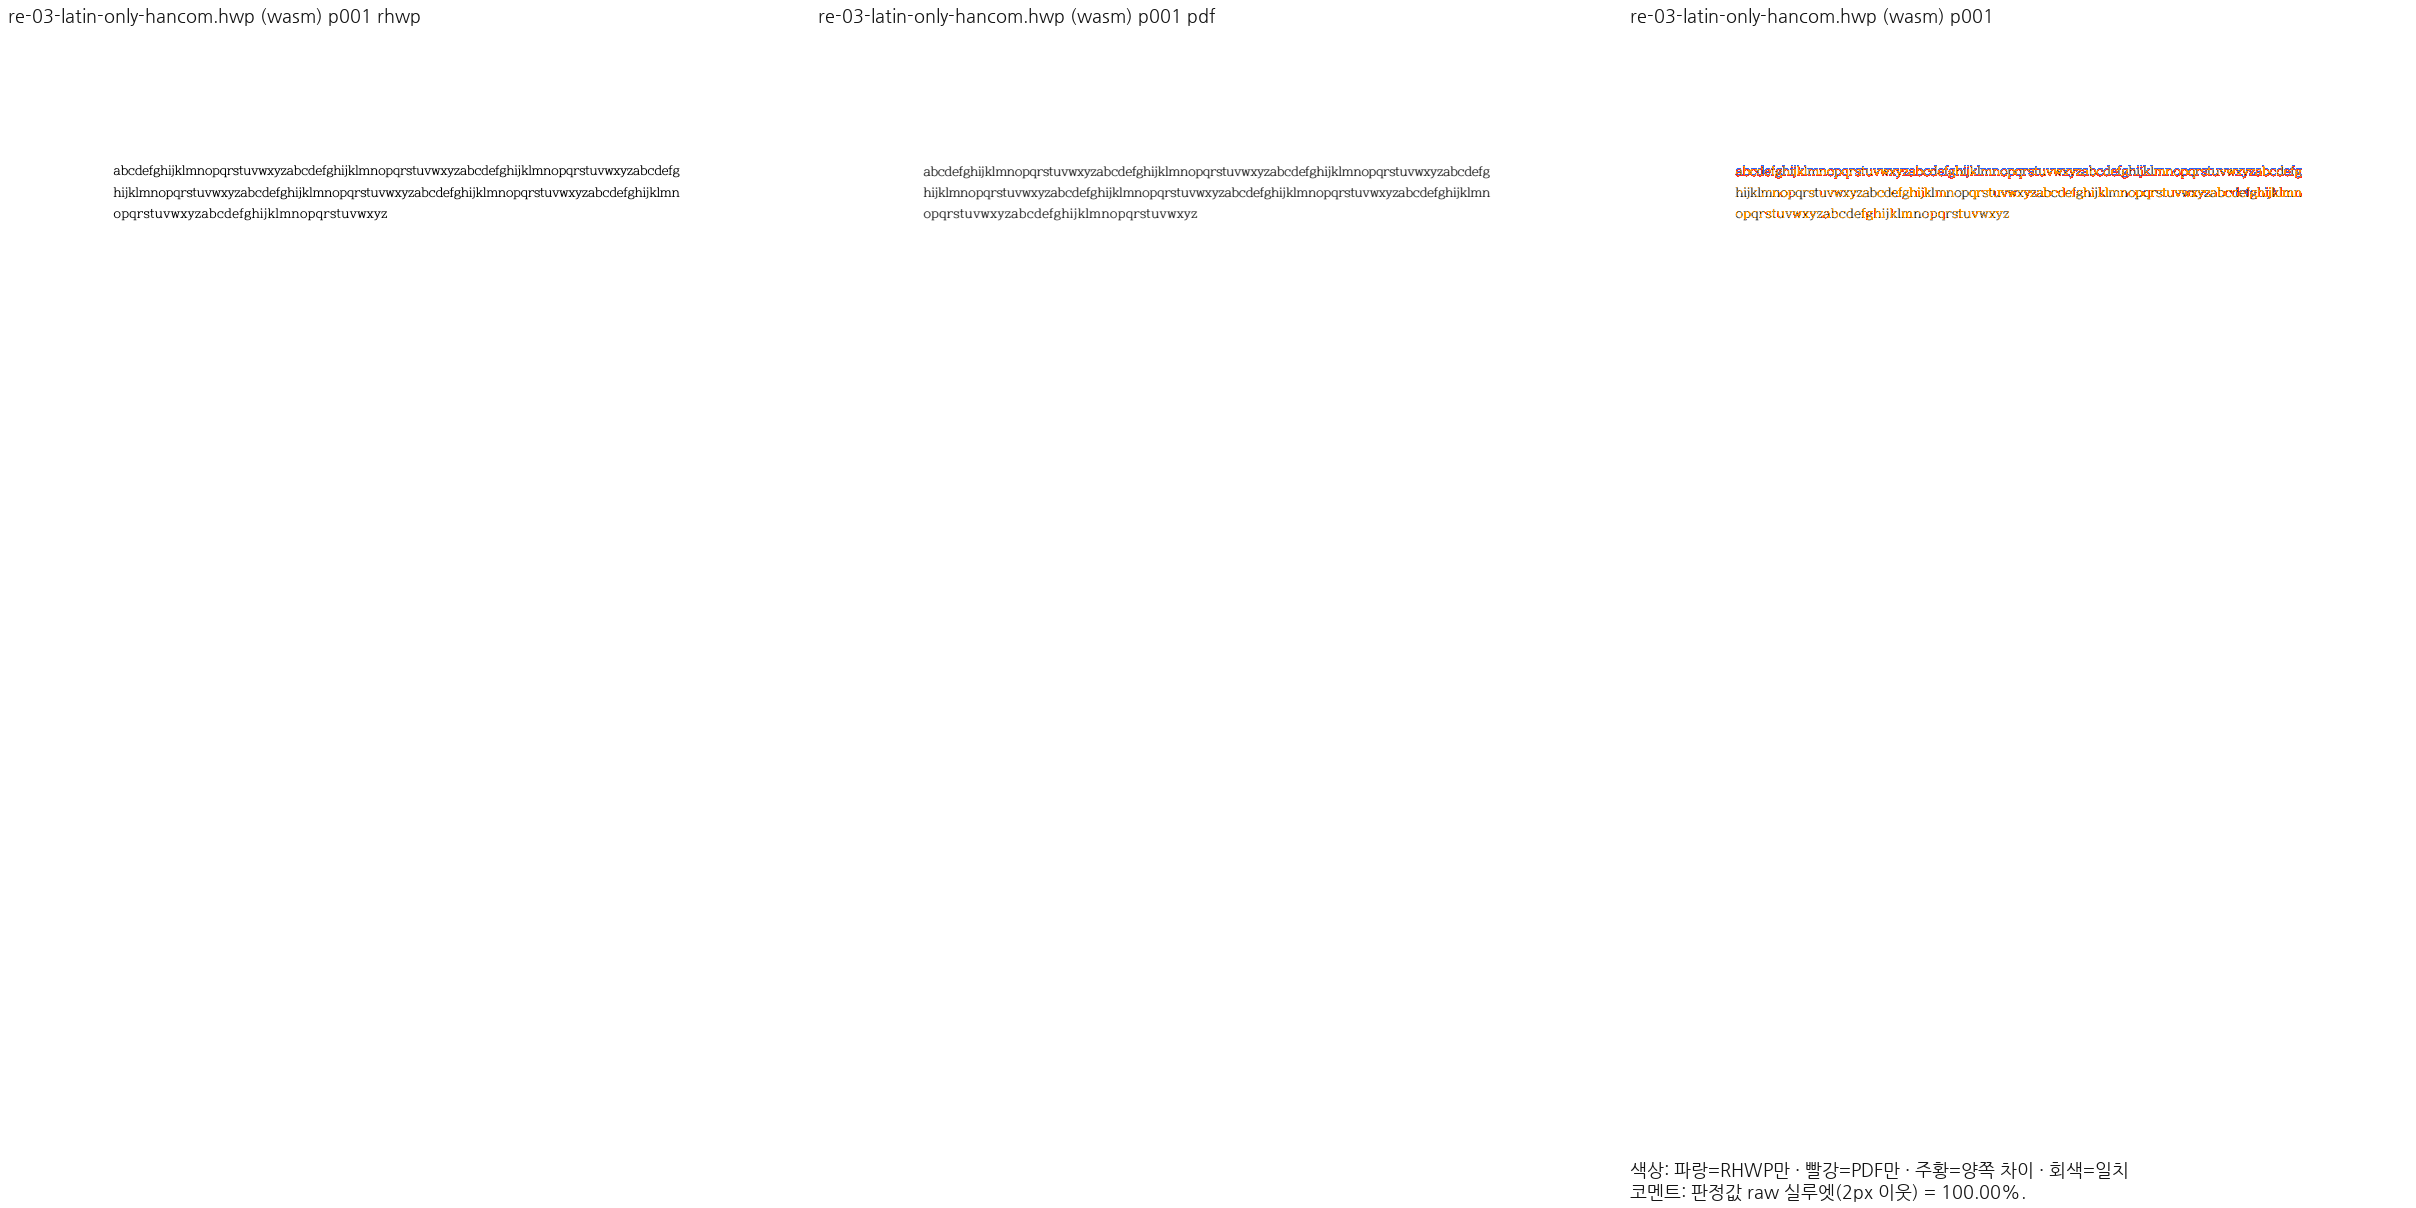 re-03-latin-only-hancom.hwp (wasm) p001 rhwp
abcdefghijklmnopqrstuvwxyzabcdefghijklmnopqrstuvwxyzabcdefghijklmnopqrstuvwxyzabcdefg
hijklmnopqrstuvwxyzabcdefghijklmnopqrstuvwxyzabcdefghijklmnopqrstuvwxyzabcdefghijklmn
opqrstuvwxyzabcdefghijklmnopqrstuvwxyz
re-03-latin-only-hancom.hwp (wasm) p001 pdf
abcdefghijklmnopqrstuvwxyzabcdefghijklmnopqrstuvwxyzabcdefghijklmnopqrstuvwxyzabcdefg
hijklmnopqrstuvwxyzabcdefghijklmnopqrstuvwxyzabcdefghijklmnopqrstuvwxyzabcdefghijklmn
opqrstuvwxyzabcdefghijklmnopqrstuvwxyz
re-03-latin-only-hancom.hwp (wasm) p001
abcdefghijklmnopqrstuvwxyzabcdefghijklmnopqrstuvwxyzabcdefghijklmnopqrstuvwxyzabcdefg
hijklmnopqrstuvwxyzabcdefghijklmnopqrstuvwxyzabcdefghijklmnopqrstuvwxyzabcdefghijklmn
opqrstuvwxyzabcdefghijklmnopqrstuvwxyz
색상: 파랑=RHWP만 · 빨강=PDF만 · 주황=양쪽 차이 · 회색=일치
코멘트: 판정값 raw 실루엣(2px 이웃) = 100.00%.